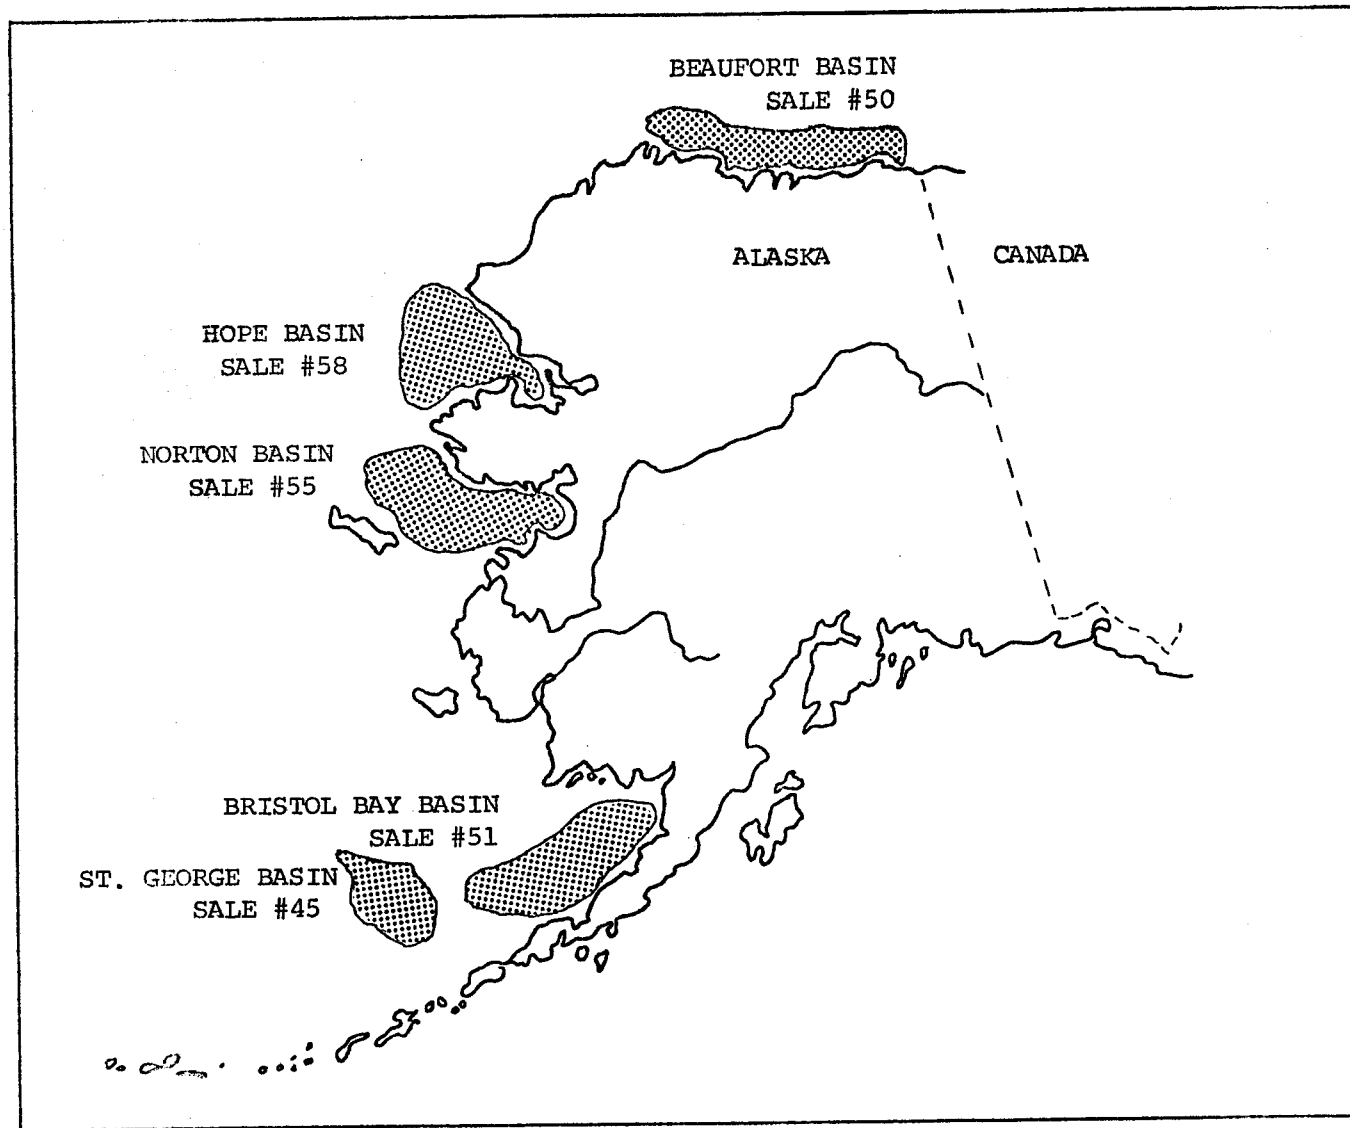 BEAUFORT BASIN
SALE #50
ALASKA
CANADA
HOPE BASIN
SALE #58
NORTON BASIN
SALE #55
BRISTOL BAY BASIN
SALE #51
ST. GEORGE BASIN
SALE #45